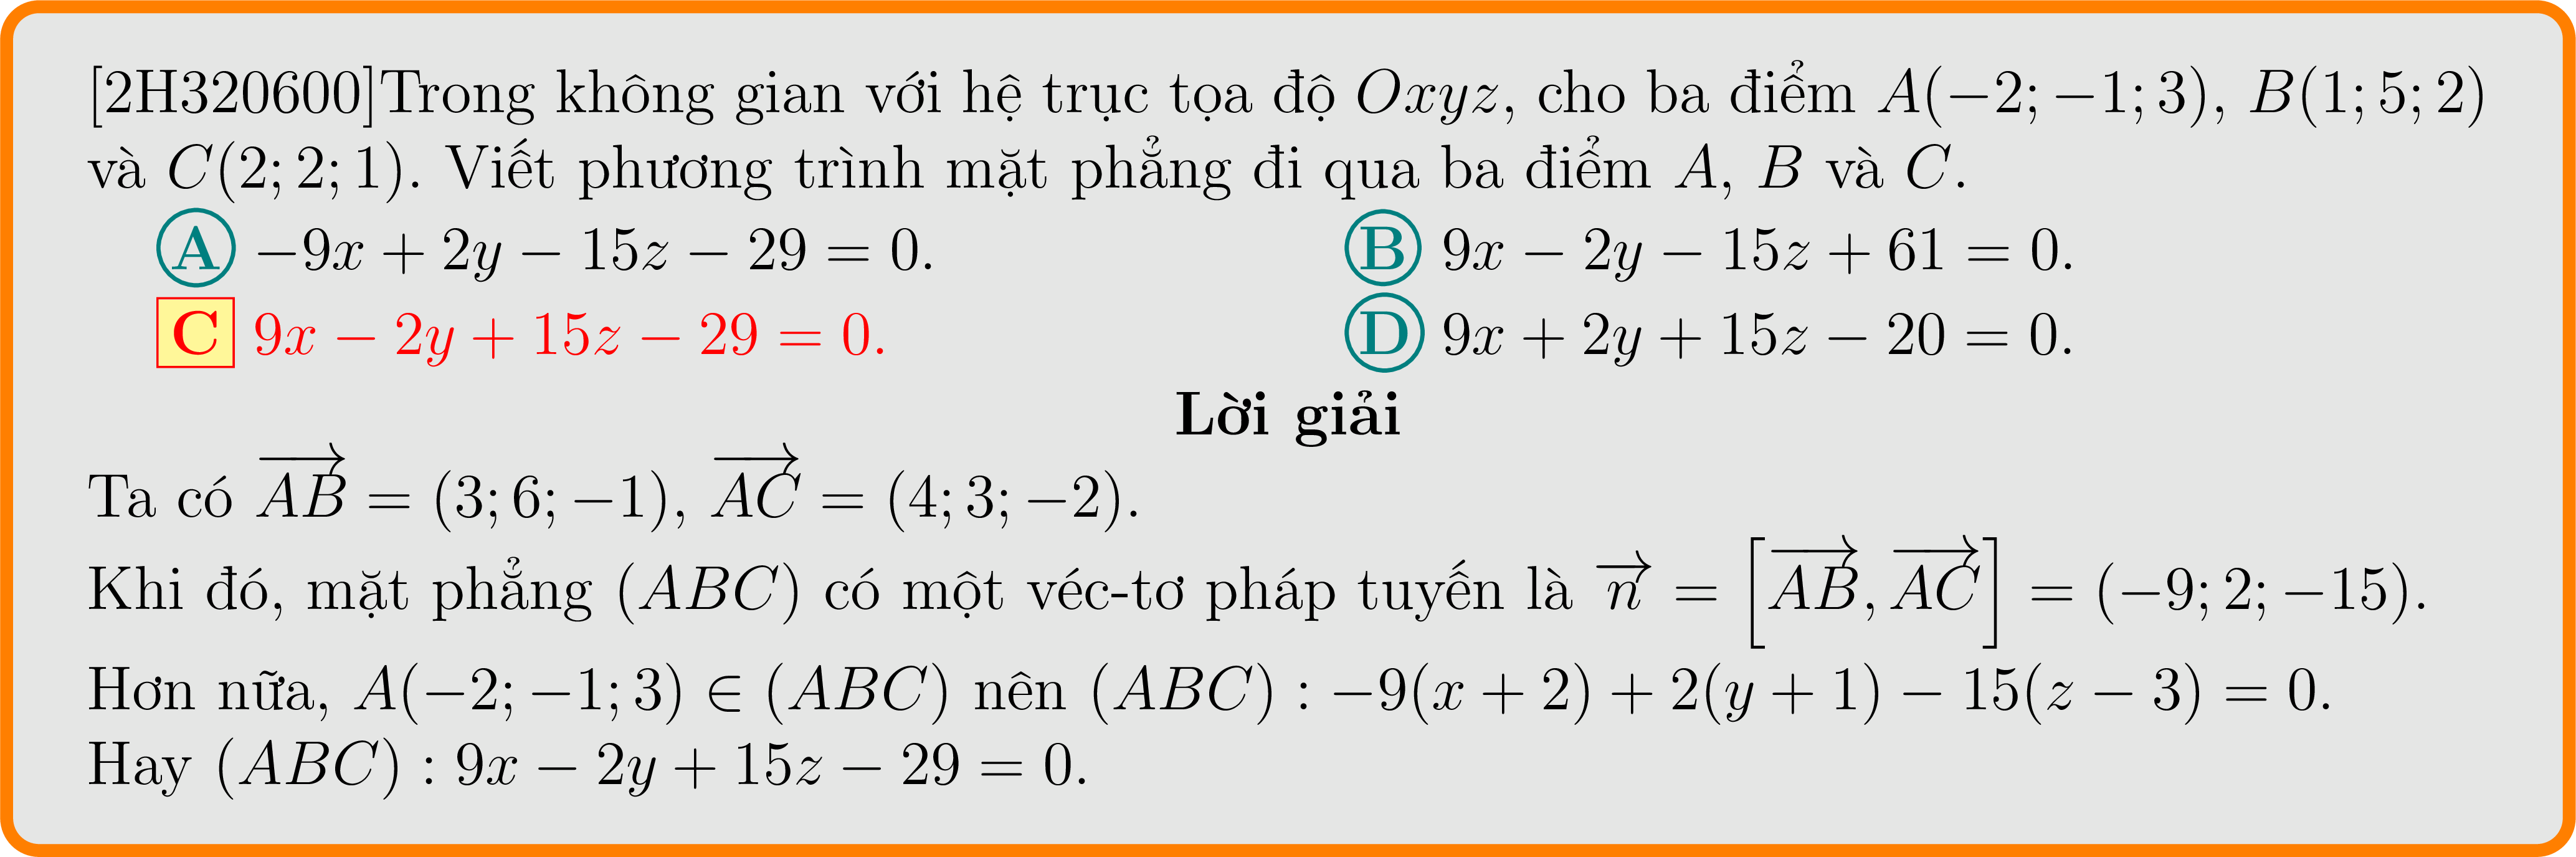 [2H320600]Trong không gian với hệ trục tọa độ Oxyz, cho ba điểm A(−2; −1; 3), B(1; 5; 2)
và C(2; 2; 1). Viết phương trình mặt phẳng đi qua ba điểm A, B và C.
A −9x + 2y − 15z − 29 = 0. B 9x − 2y − 15z + 61 = 0.
C 9x − 2y + 15z − 29 = 0. D 9x + 2y + 15z − 20 = 0.
Lời giải
Ta có $\overrightarrow{AB}$ = (3; 6; −1), $\overrightarrow{AC}$ = (4; 3; −2).
Khi đó, mặt phẳng (ABC) có một véc-tơ pháp tuyến là $\overrightarrow{n}$ = [$\overrightarrow{AB}$, $\overrightarrow{AC}$] = (−9; 2; −15).
Hơn nữa, A(−2; −1; 3) ∈ (ABC) nên (ABC) : −9(x + 2) + 2(y + 1) − 15(z − 3) = 0.
Hay (ABC) : 9x − 2y + 15z − 29 = 0.